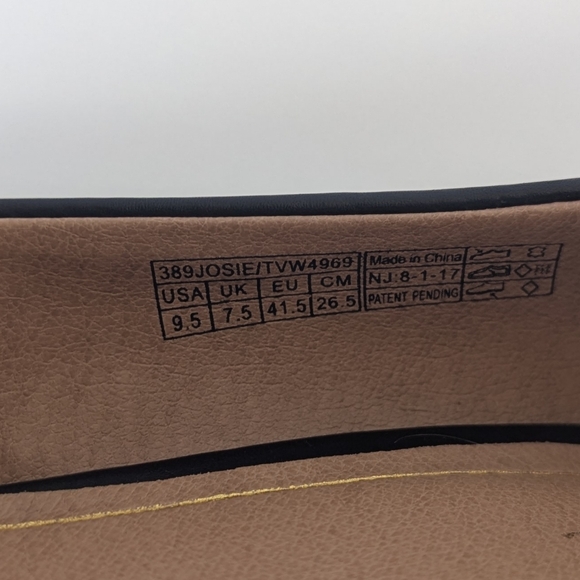 389JOSIE/TVW4969
USA UK EU CM
9.5 7.5 41.5 26.5
Made in China
NJ:8-1-17
PATENT PENDING